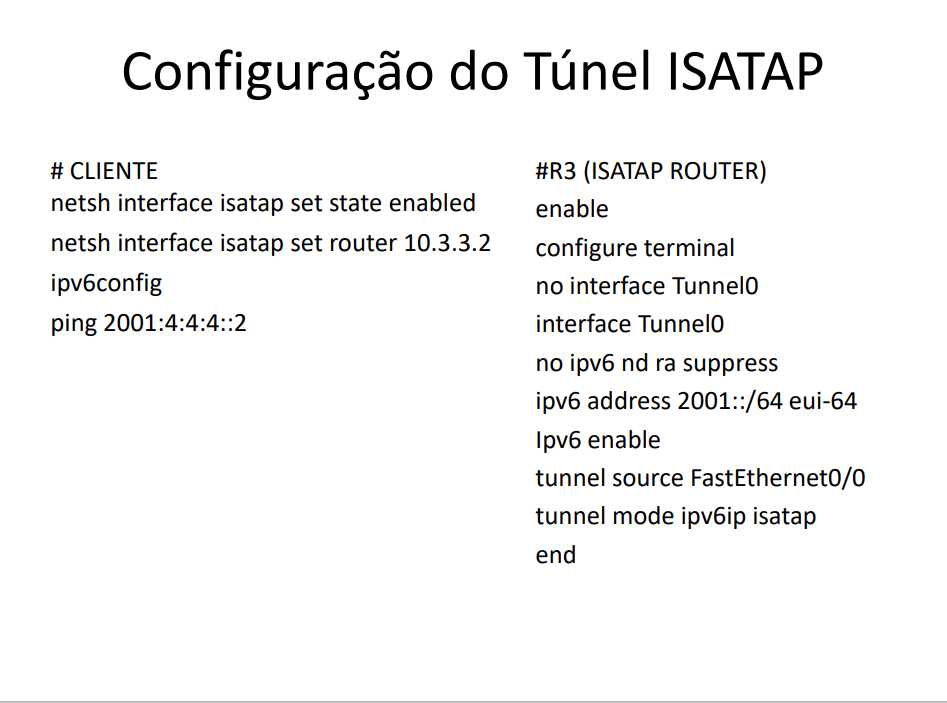 Configuração do Túnel ISATAP
# CLIENTE
netsh interface isatap set state enabled
netsh interface isatap set router 10.3.3.2
ipv6config
ping 2001:4:4:4::2
#R3 (ISATAP ROUTER)
enable
configure terminal
no interface Tunnel0
interface Tunnel0
no ipv6 nd ra suppress
ipv6 address 2001::/64 eui-64
Ipv6 enable
tunnel source FastEthernet0/0
tunnel mode ipv6ip isatap
end